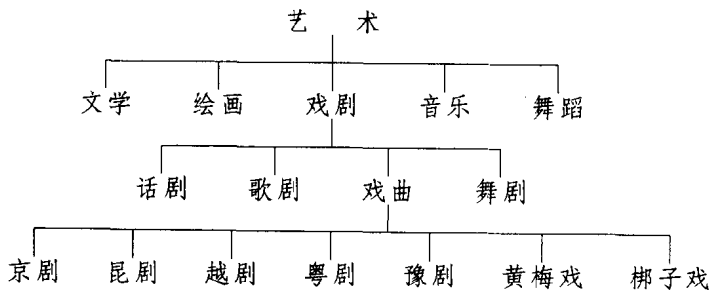 艺 术
文学 绘画 戏剧 音乐 舞蹈
话剧 歌剧 戏曲 舞剧
京剧 昆剧 越剧 粤剧 豫剧 黄梅戏 梆子戏